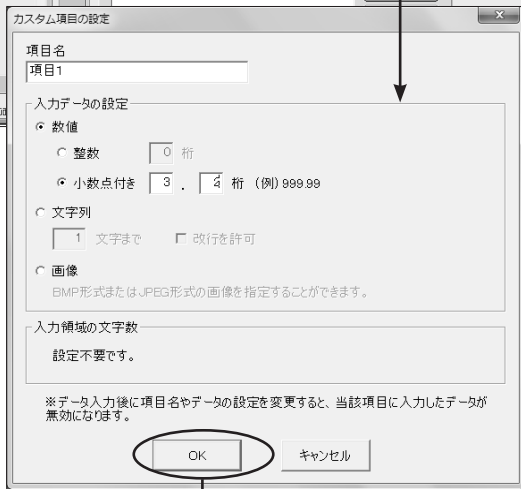 カスタム項目の設定
項目名
項目1
入力データの設定
数値
整数 0 桁
小数点付き 3 . 2 桁 (例) 999.99
文字列
1 文字まで 改行を許可
画像
BMP形式またはJPEG形式の画像を指定することができます。
入力領域の文字数
設定不要です。
※データ入力後に項目名やデータの設定を変更すると、当該項目に入力したデータが
無効になります。
OK キャンセル